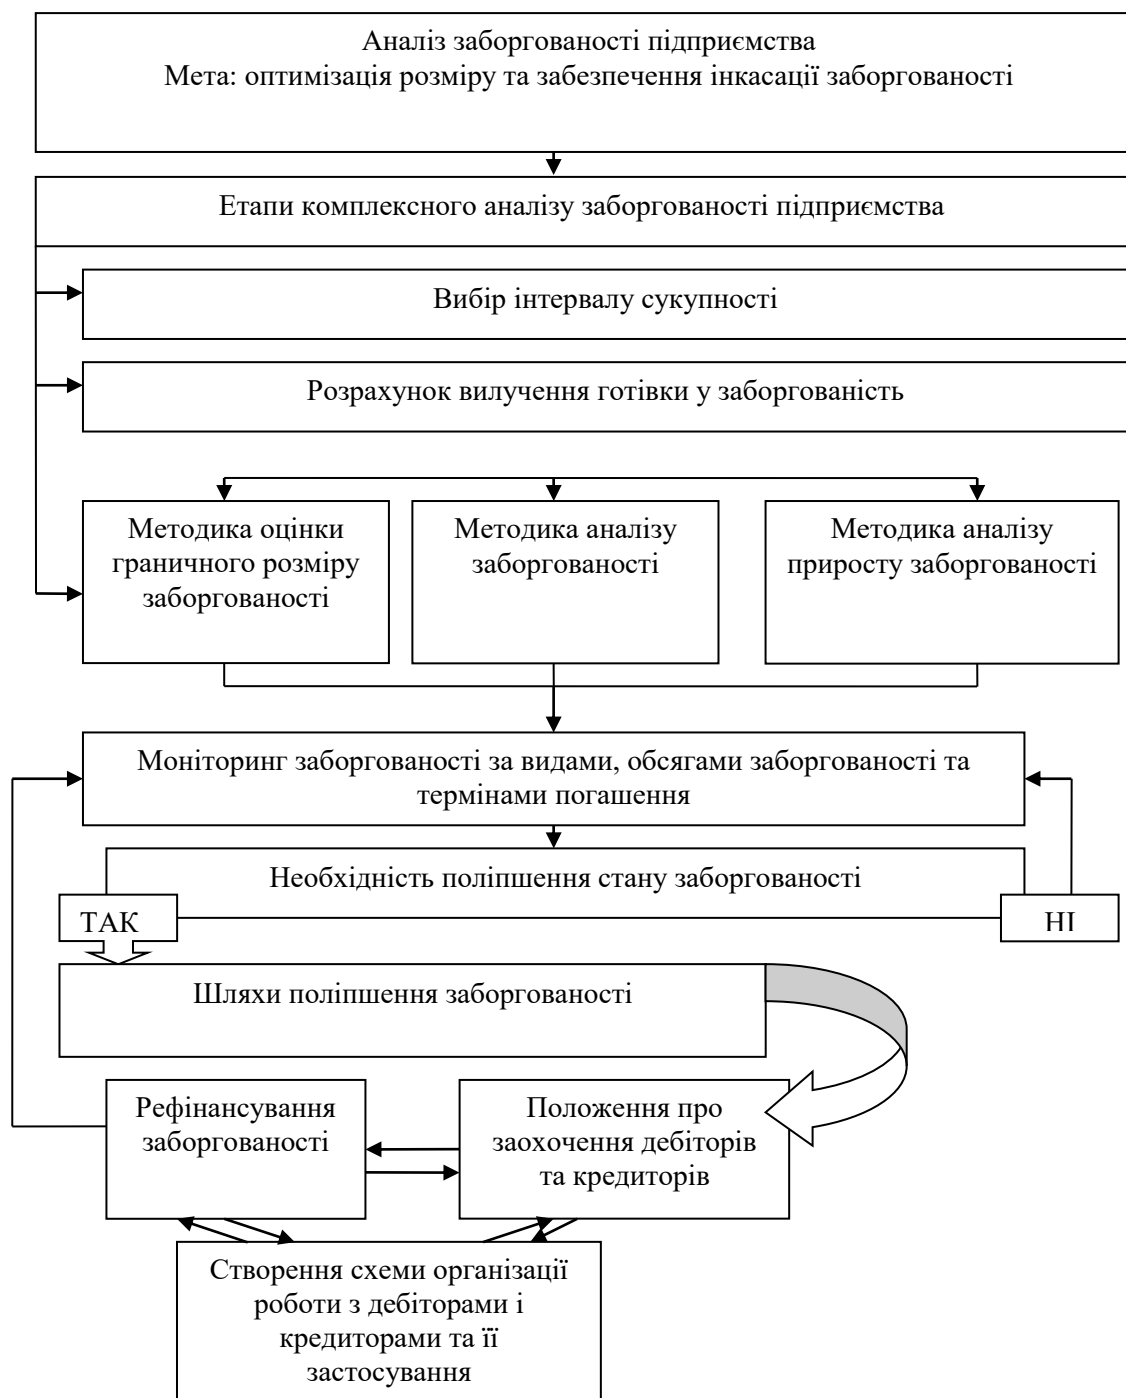 Аналіз заборгованості підприємства
Мета: оптимізація розміру та забезпечення інкасації заборгованості
Етапи комплексного аналізу заборгованості підприємства
Вибір інтервалу сукупності
Розрахунок вилучення готівки у заборгованість
Методика оцінки
граничного розміру
заборгованості
Методика аналізу
заборгованості
Методика аналізу
приросту заборгованості
Моніторинг заборгованості за видами, обсягами заборгованості та
термінами погашення
Необхідність поліпшення стану заборгованості
ТАК
НІ
Шляхи поліпшення заборгованості
Рефінансування
заборгованості
Положення про
заохочення дебіторів
та кредиторів
Створення схеми організації
роботи з дебіторами і
кредиторами та її
застосування